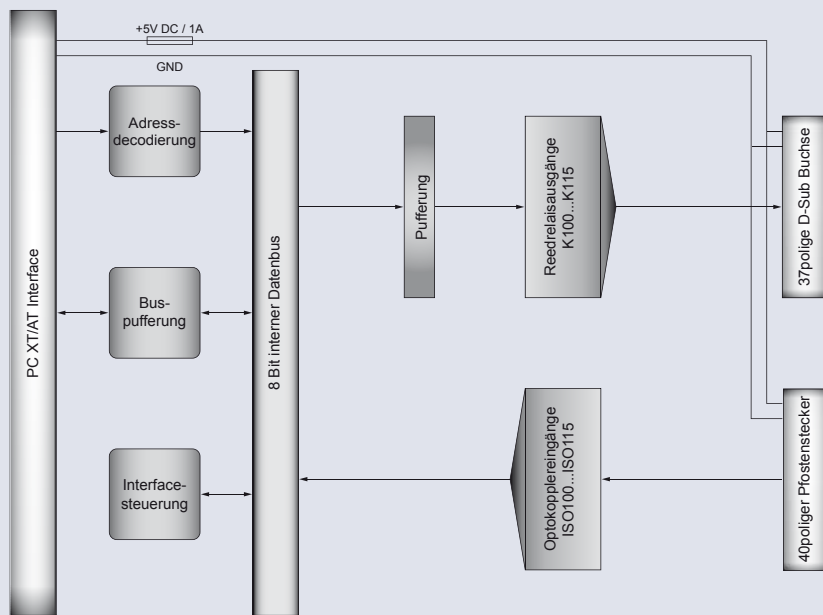 +5V DC / 1A
GND
PC XT/AT Interface
Adress-
decodierung
Bus-
pufferung
Interface-
steuerung
8 Bit interner Datenbus
Pufferung
Reedrelaisausgänge
K100...K115
Optokopplereingänge
ISO100...ISO115
37polige D-Sub Buchse
40poliger Pfostenstecker